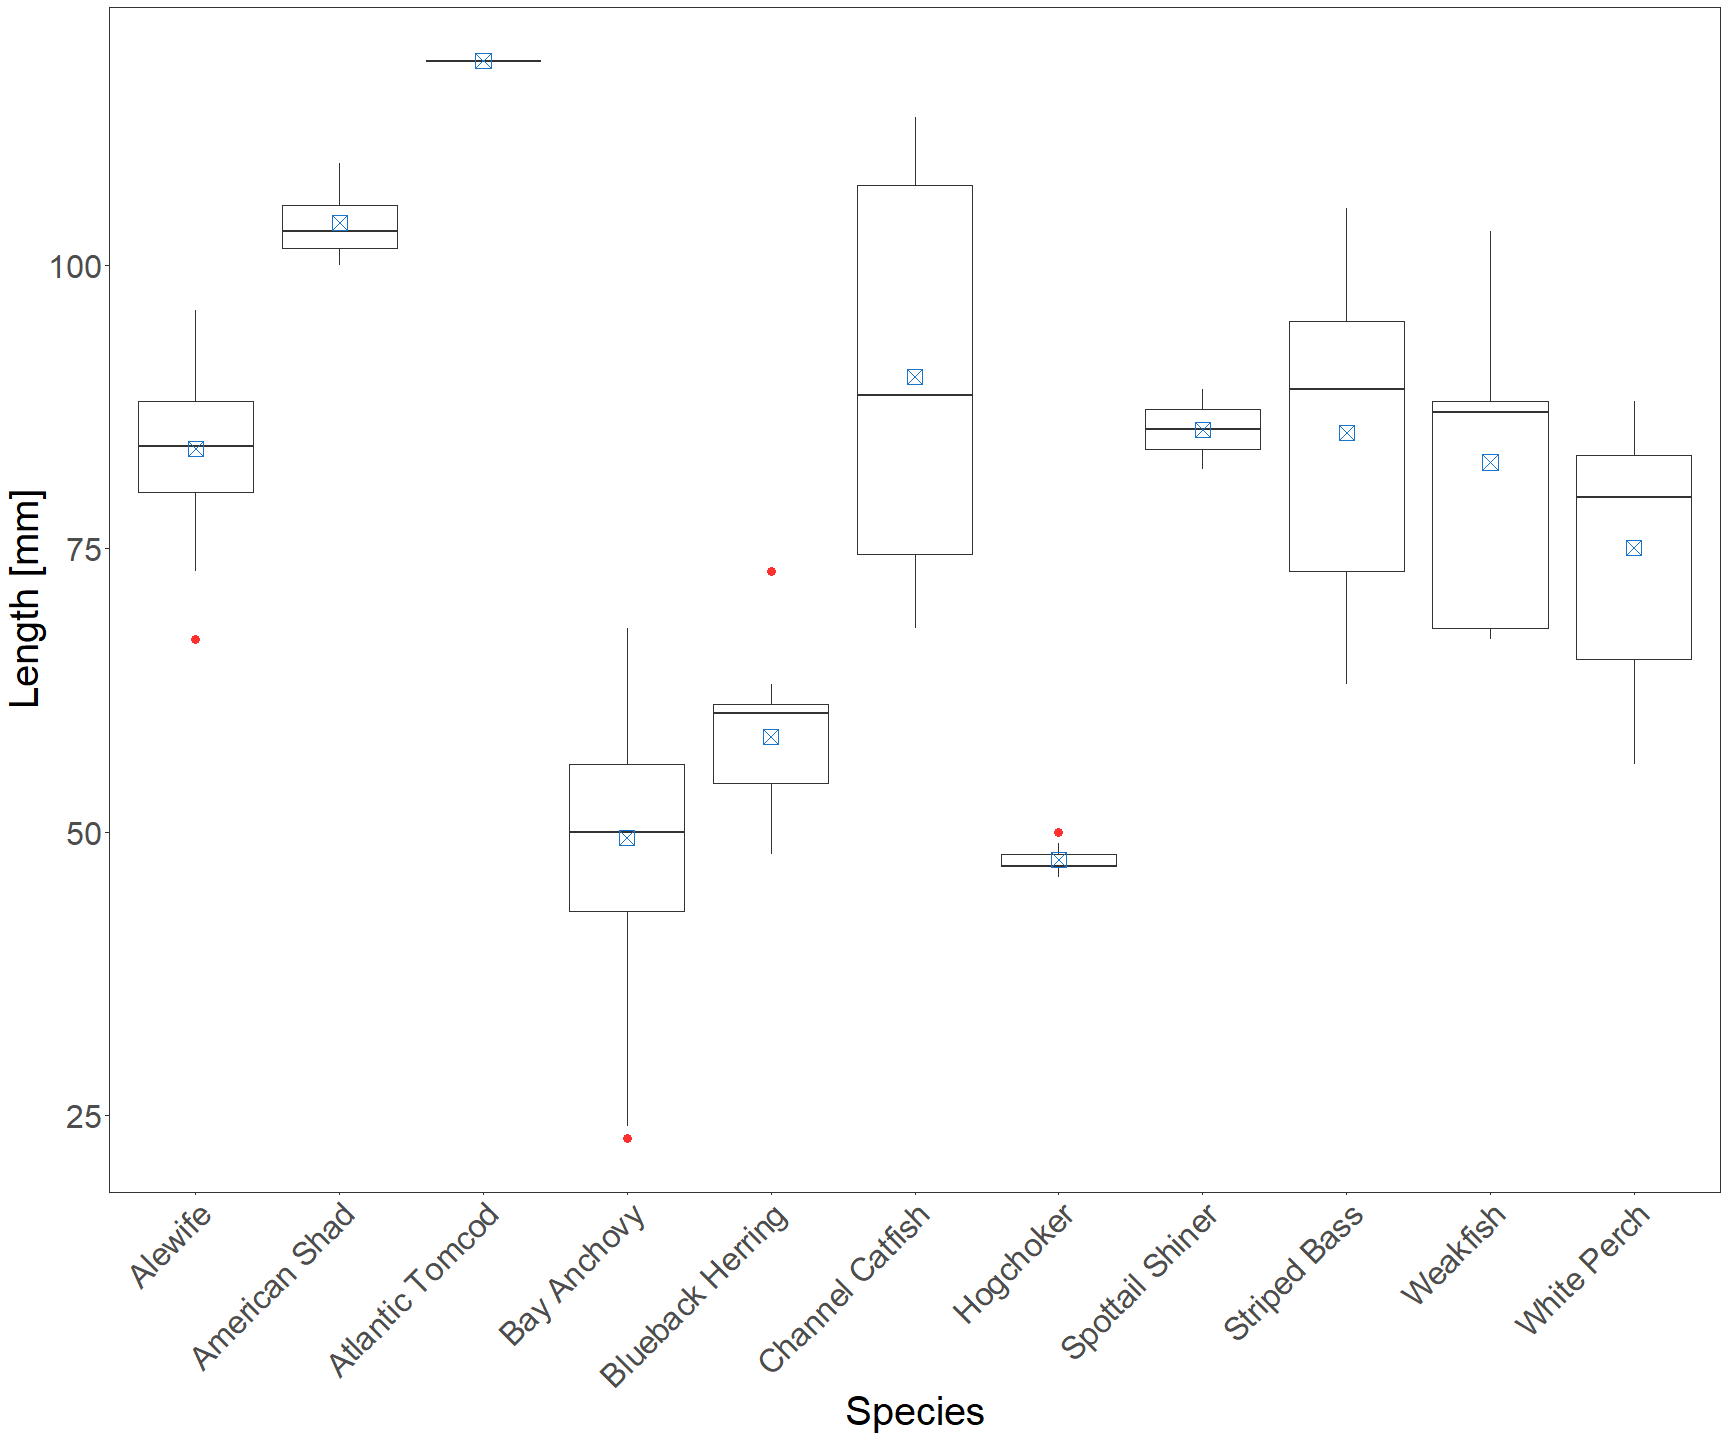 Length [mm]
100
75
50
25
Alewife
American Shad
Atlantic Tomcod
Bay Anchovy
Blueback Herring
Channel Catfish
Hogchoker
Spottail Shiner
Striped Bass
Weakfish
White Perch
Species